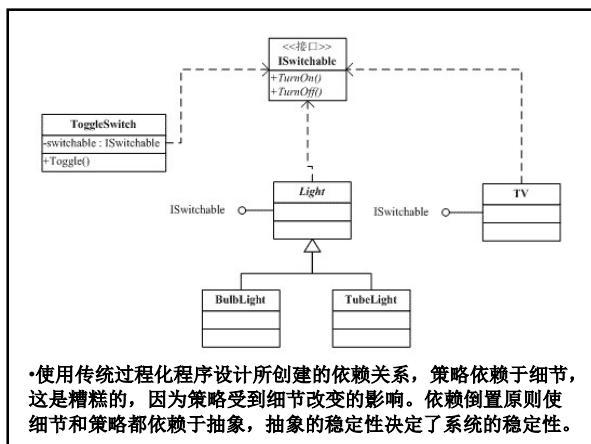 <<接口>>
ISwitchable
+TurnOn()
+TurnOff()
ToggleSwitch
-switchable : ISwitchable
+Toggle()
Light
ISwitchable
TV
ISwitchable
BulbLight
TubeLight
•使用传统过程化程序设计所创建的依赖关系，策略依赖于细节，
这是糟糕的，因为策略受到细节改变的影响。依赖倒置原则使
细节和策略都依赖于抽象，抽象的稳定性决定了系统的稳定性。